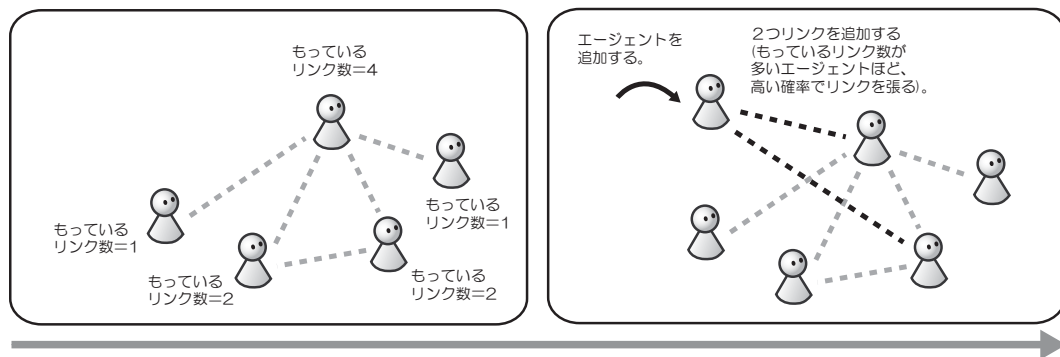 もっている
リンク数=4
もっている
リンク数=1
もっている
リンク数=1
もっている
リンク数=2
もっている
リンク数=2
エージェントを
追加する。
2つリンクを追加する
(もっているリンク数が
多いエージェントほど、
高い確率でリンクを張る)。